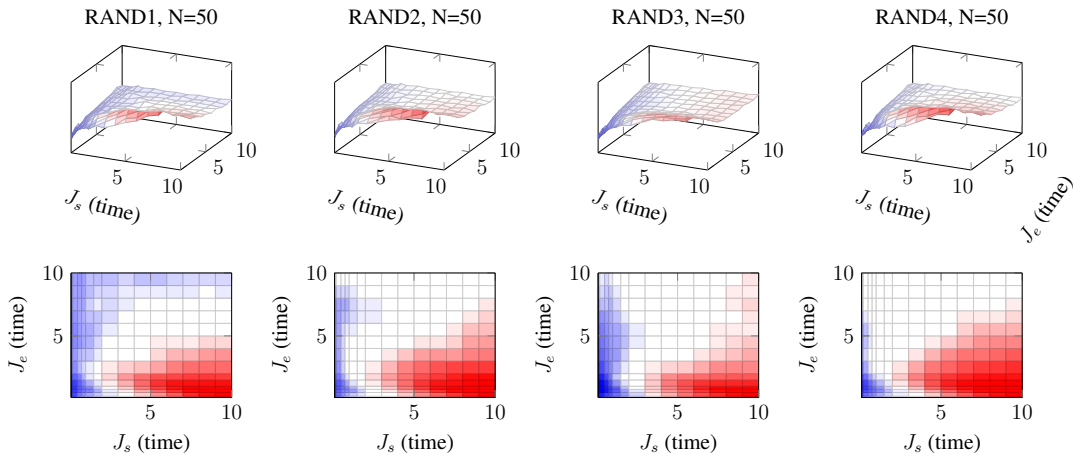 RAND1, N=50 RAND2, N=50 RAND3, N=50 RAND4, N=50
10 10 10 10
5 5 5 5
5 10 5 10 5 10 5 10
J_s (time) J_s (time) J_s (time) J_s (time) J_e (time)
10 10 10 10
J_e (time) J_e (time) J_e (time) J_e (time)
5 5 5 5
5 10 5 10 5 10 5 10
J_s (time) J_s (time) J_s (time) J_s (time)